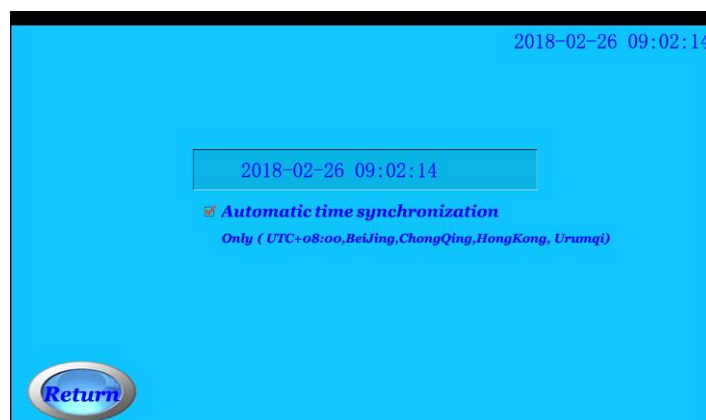 2018-02-26 09:02:14
2018-02-26 09:02:14
Automatic time synchronization
Only ( UTC+08:00,BeiJing,ChongQing,HongKong, Urumqi)
Return